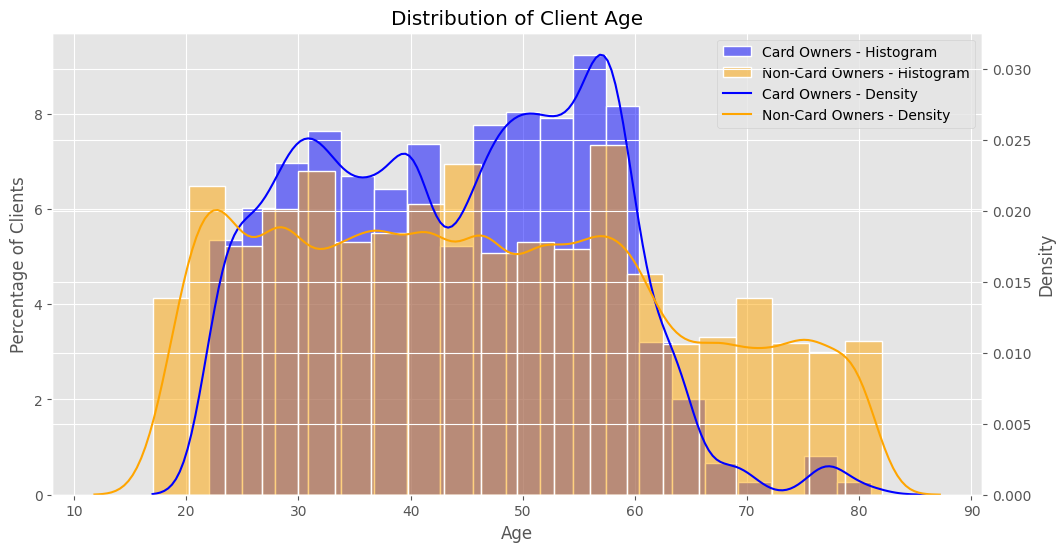 Distribution of Client Age
Card Owners - Histogram
Non-Card Owners - Histogram
Card Owners - Density
Non-Card Owners - Density
Percentage of Clients
8
6
4
2
0
0.030
0.025
0.020
0.015
0.010
0.005
0.000
Density
10 20 30 40 50 60 70 80 90
Age